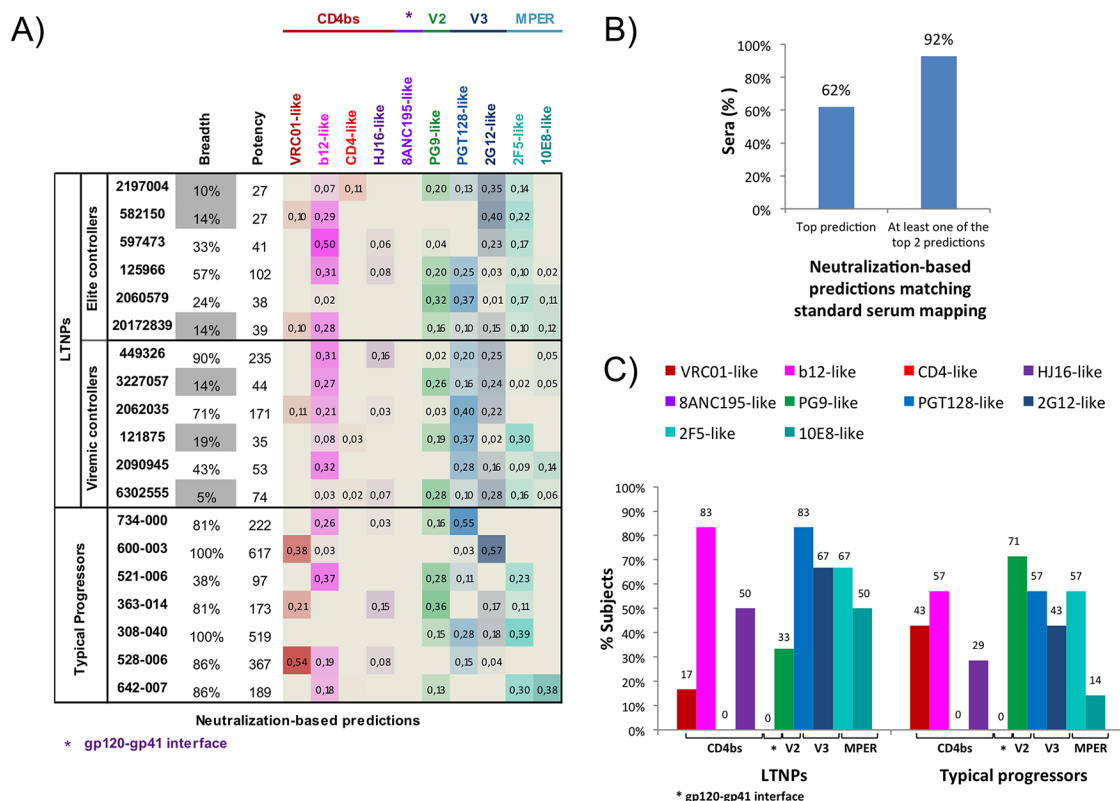 A)
CD4bs * V2 V3 MPER
Breadth Potency VRC01-like b12-like CD4-like HJ16-like 8ANC195-like PG9-like PGT128-like 2G12-like 2F5-like 10E8-like
LTNPs
Elite controllers
2197004 10% 27 0,07 0,11 0,20 0,13 0,35 0,14
582150 14% 27 0,10 0,29 0,40 0,22
597473 33% 41 0,50 0,06 0,04 0,23 0,17
125966 57% 102 0,31 0,08 0,20 0,25 0,03 0,10 0,02
2060579 24% 38 0,02 0,32 0,37 0,01 0,17 0,11
20172839 14% 39 0,10 0,28 0,16 0,10 0,15 0,10 0,12
Viremic controllers
449326 90% 235 0,31 0,16 0,02 0,20 0,25 0,05
3227057 14% 44 0,27 0,26 0,16 0,24 0,02 0,05
2062035 71% 171 0,11 0,21 0,03 0,03 0,40 0,22
121875 19% 35 0,08 0,03 0,19 0,37 0,02 0,30
2090945 43% 53 0,32 0,28 0,16 0,09 0,14
6302555 5% 74 0,03 0,02 0,07 0,28 0,10 0,28 0,16 0,06
Typical Progressors
734-000 81% 222 0,26 0,03 0,16 0,55
600-003 100% 617 0,38 0,03 0,03 0,57
521-006 38% 97 0,37 0,28 0,11 0,23
363-014 81% 173 0,21 0,15 0,36 0,17 0,11
308-040 100% 519 0,15 0,28 0,18 0,39
528-006 86% 367 0,54 0,19 0,08 0,15 0,04
642-007 86% 189 0,18 0,13 0,30 0,38
Neutralization-based predictions
* gp120-gp41 interface
B)
Sera (% )
100%
80%
60%
40%
20%
0%
62%
92%
Top prediction
At least one of the
top 2 predictions
Neutralization-based
predictions matching
standard serum mapping
C)
VRC01-like b12-like CD4-like HJ16-like
8ANC195-like PG9-like PGT128-like 2G12-like
2F5-like 10E8-like
% Subjects
100%
90%
80%
70%
60%
50%
40%
30%
20%
10%
0%
17 83 0 50 0 33 83 67 67 50
43 57 0 29 0 71 57 43 57 14
CD4bs * V2 V3 MPER
CD4bs * V2 V3 MPER
LTNPs
Typical progressors
* gp120-gp41 interface